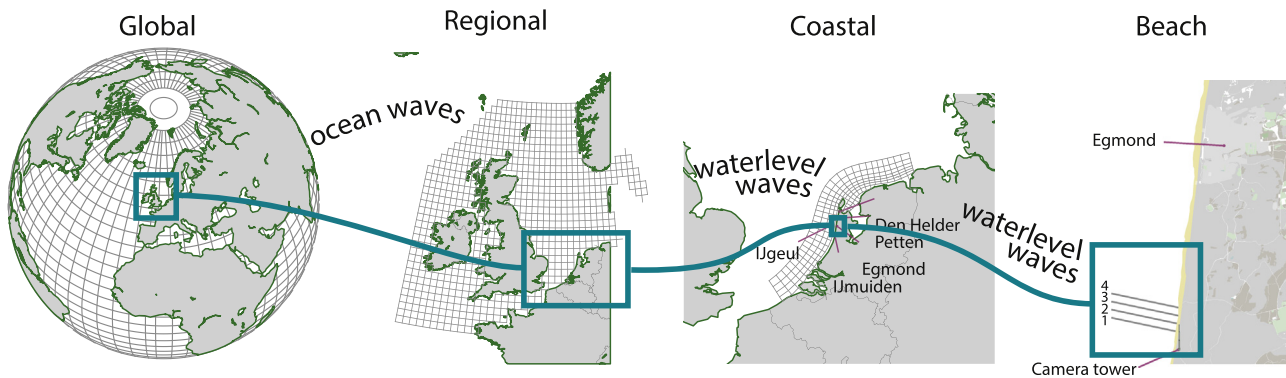 Global
Regional
Coastal
Beach
ocean waves
waterlevel
waves
Den Helder
Petten
IJgeul
Egmond
IJmuiden
waterlevel
waves
Egmond
4
3
2
1
Camera tower